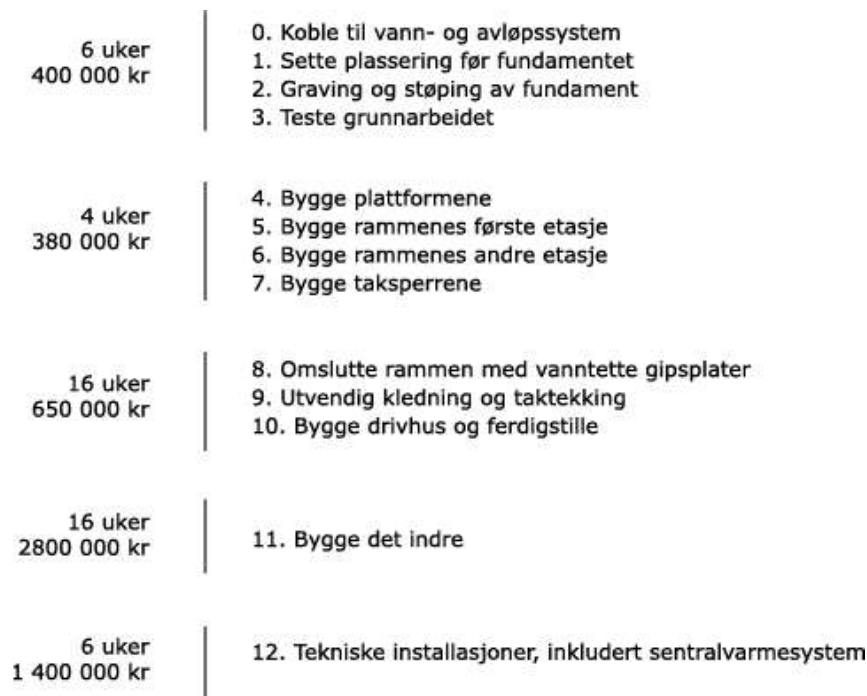 6 uker
400 000 kr
0. Koble til vann- og avløpssystem
1. Sette plassering før fundamentet
2. Graving og støping av fundament
3. Teste grunnarbeidet
4 uker
380 000 kr
4. Bygge plattformene
5. Bygge rammenes første etasje
6. Bygge rammenes andre etasje
7. Bygge taksperrene
16 uker
650 000 kr
8. Omslutte rammen med vanntette gipsplater
9. Utvendig kledning og taktekking
10. Bygge drivhus og ferdigstille
16 uker
2800 000 kr
11. Bygge det indre
6 uker
1 400 000 kr
12. Tekniske installasjoner, inkludert sentralvarmesystem